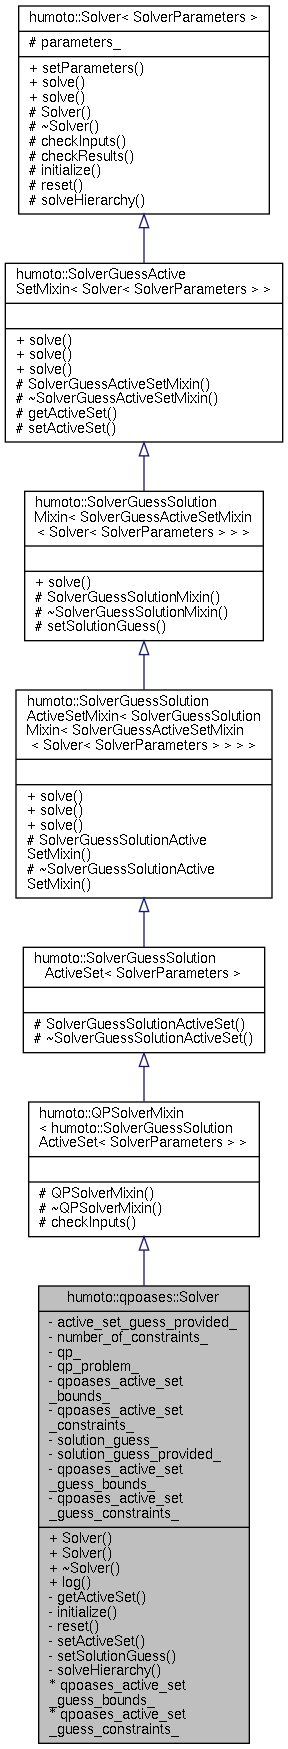 humoto::Solver< SolverParameters >
# parameters_
+ setParameters()
+ solve()
+ solve()
# Solver()
# ~Solver()
# checkInputs()
# checkResults()
# initialize()
# reset()
# solveHierarchy()
humoto::SolverGuessActive
SetMixin< Solver< SolverParameters > >
+ solve()
+ solve()
+ solve()
# SolverGuessActiveSetMixin()
# ~SolverGuessActiveSetMixin()
# getActiveSet()
# setActiveSet()
humoto::SolverGuessSolution
Mixin< SolverGuessActiveSetMixin
< Solver< SolverParameters > > >
+ solve()
# SolverGuessSolutionMixin()
# ~SolverGuessSolutionMixin()
# setSolutionGuess()
humoto::SolverGuessSolution
ActiveSetMixin< SolverGuessSolution
Mixin< SolverGuessActiveSetMixin
< Solver< SolverParameters > > > >
+ solve()
+ solve()
+ solve()
# SolverGuessSolutionActive
SetMixin()
# ~SolverGuessSolutionActive
SetMixin()
humoto::SolverGuessSolution
ActiveSet< SolverParameters >
# SolverGuessSolutionActiveSet()
# ~SolverGuessSolutionActiveSet()
humoto::QPSolverMixin
< humoto::SolverGuessSolution
ActiveSet< SolverParameters > >
# QPSolverMixin()
# ~QPSolverMixin()
# checkInputs()
humoto::qpoases::Solver
- active_set_guess_provided_
- number_of_constraints_
- qp_
- qp_problem_
- qpoases_active_set
_bounds_
- qpoases_active_set
_constraints_
- solution_guess_
- solution_guess_provided_
- qpoases_active_set
_guess_bounds_
- qpoases_active_set
_guess_constraints_
+ Solver()
+ Solver()
+ ~Solver()
+ log()
- getActiveSet()
- initialize()
- reset()
- setActiveSet()
- setSolutionGuess()
- solveHierarchy()
* qpoases_active_set
_guess_bounds_
* qpoases_active_set
_guess_constraints_